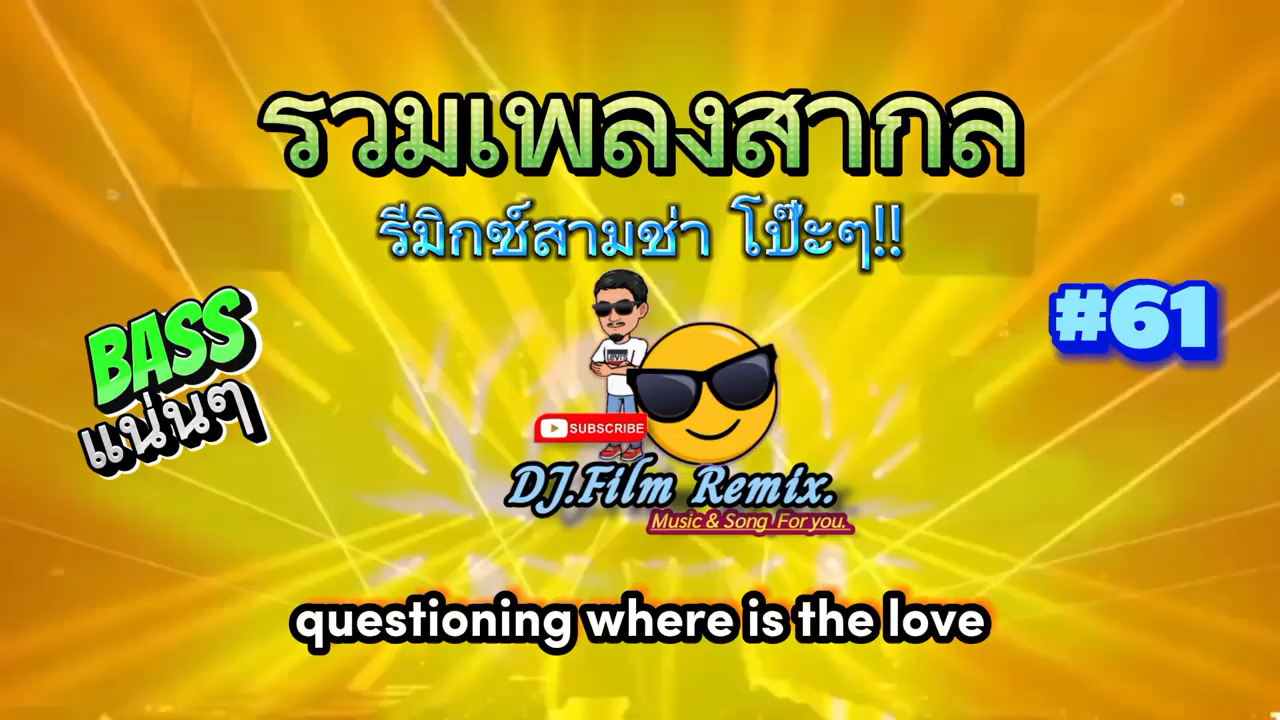 รวมเพลงสากล
รีมิกซ์สามช่า โป๊ะๆ!!
BASS
แน่นๆ
#61
LEVI'S
SUBSCRIBE
DJ.Film Remix.
Music & Song For you.
questioning where is the love